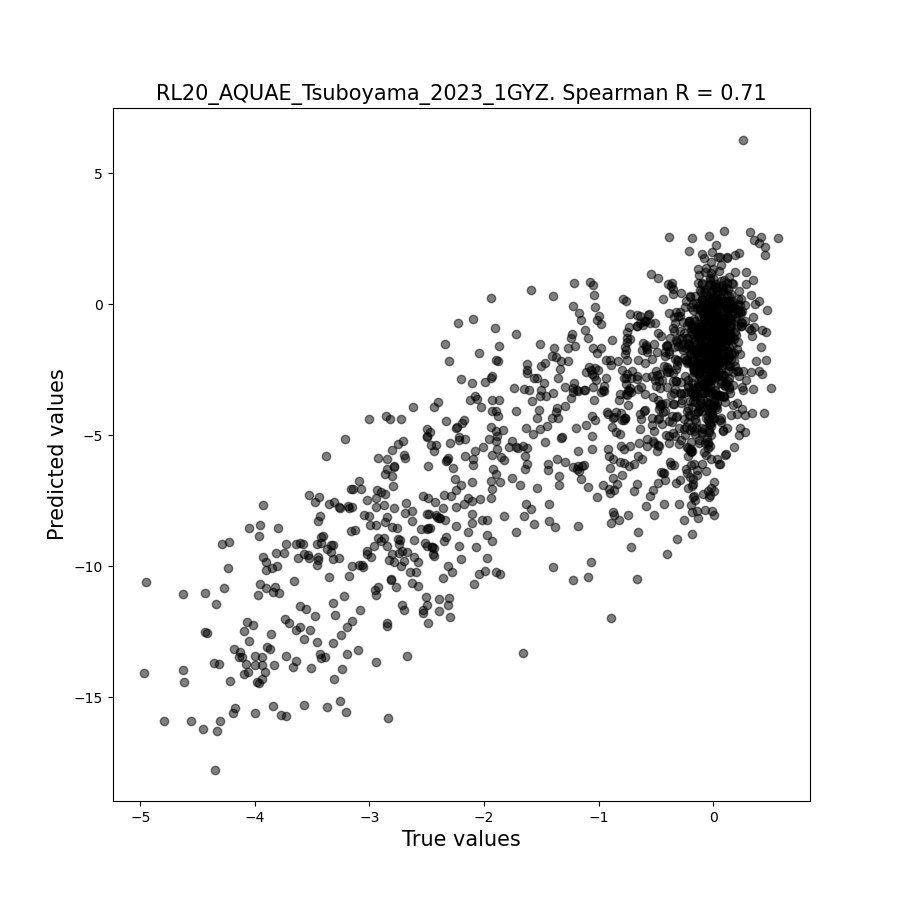 RL20_AQUAE_Tsuboyama_2023_1GYZ. Spearman R = 0.71
5
0
−5
−10
−15
Predicted values
−5 −4 −3 −2 −1 0
True values